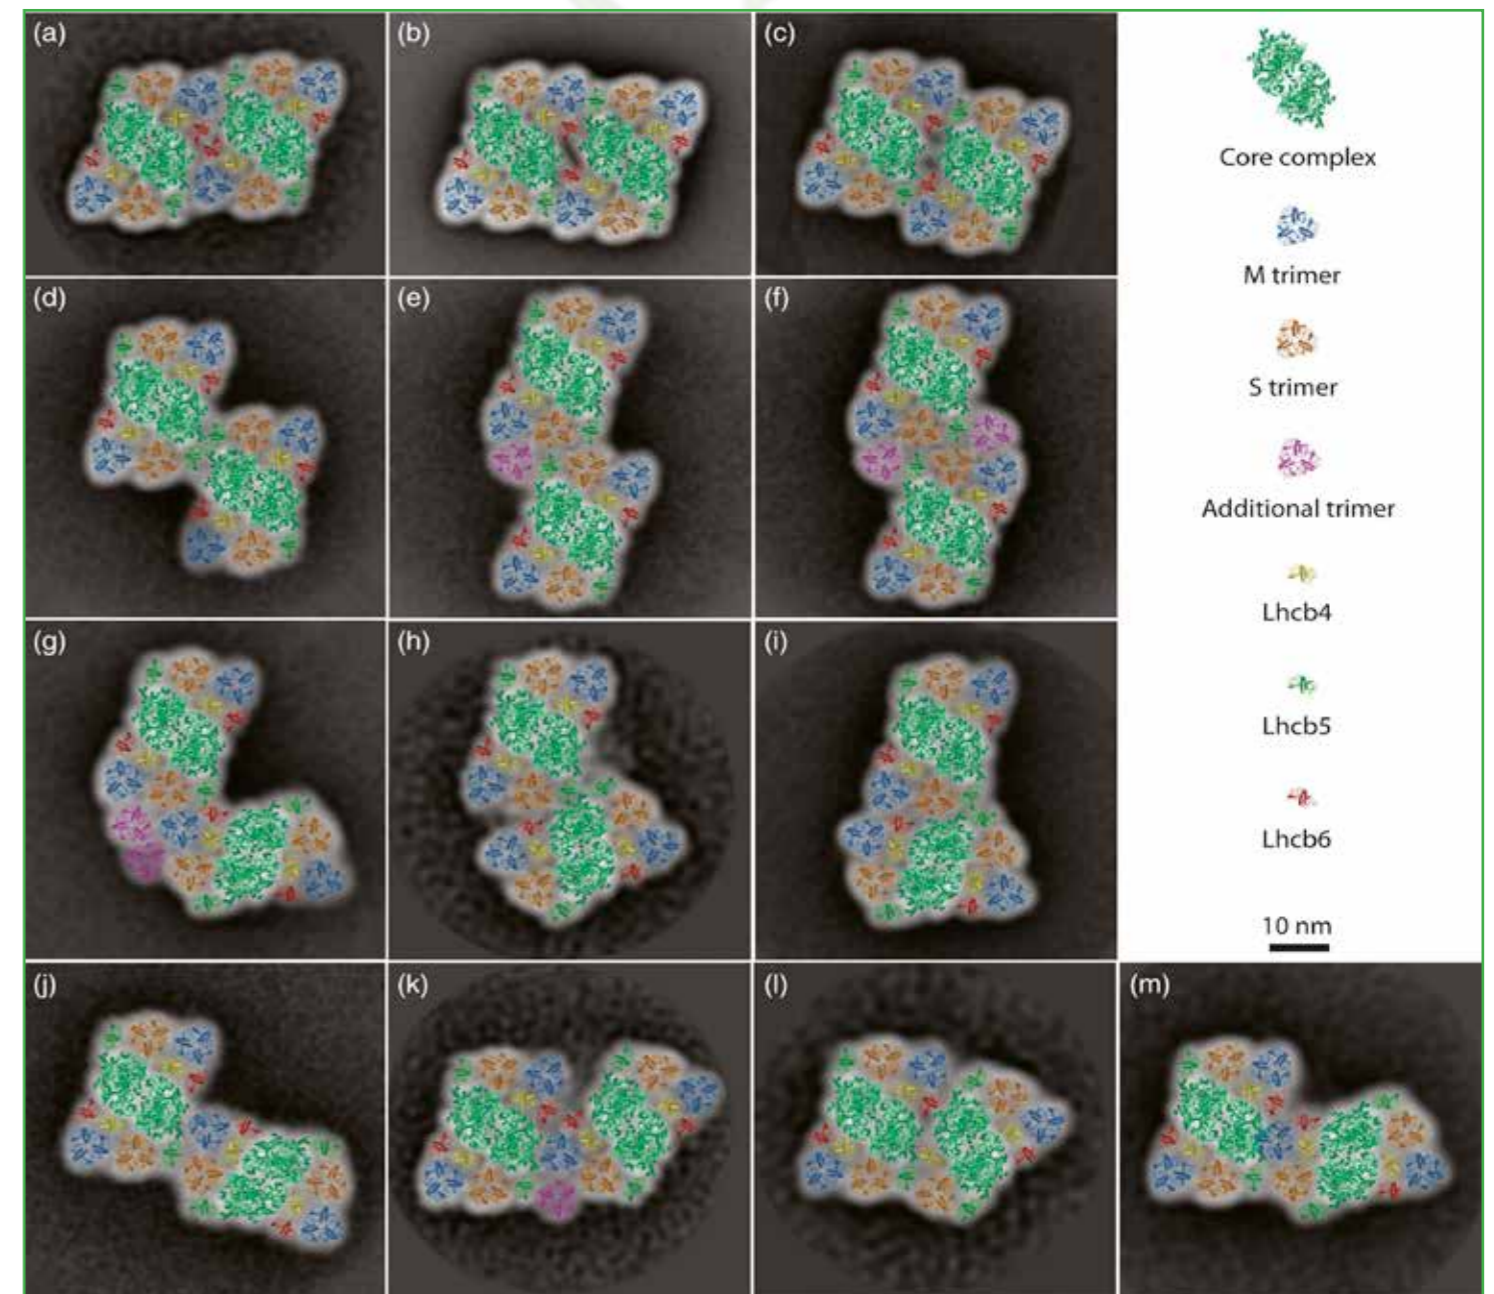 (a)
(b)
(c)
Core complex
M trimer
(d)
(e)
(f)
S trimer
Additional trimer
Lhcb4
(g)
(h)
(i)
Lhcb5
Lhcb6
10 nm
(j)
(k)
(l)
(m)